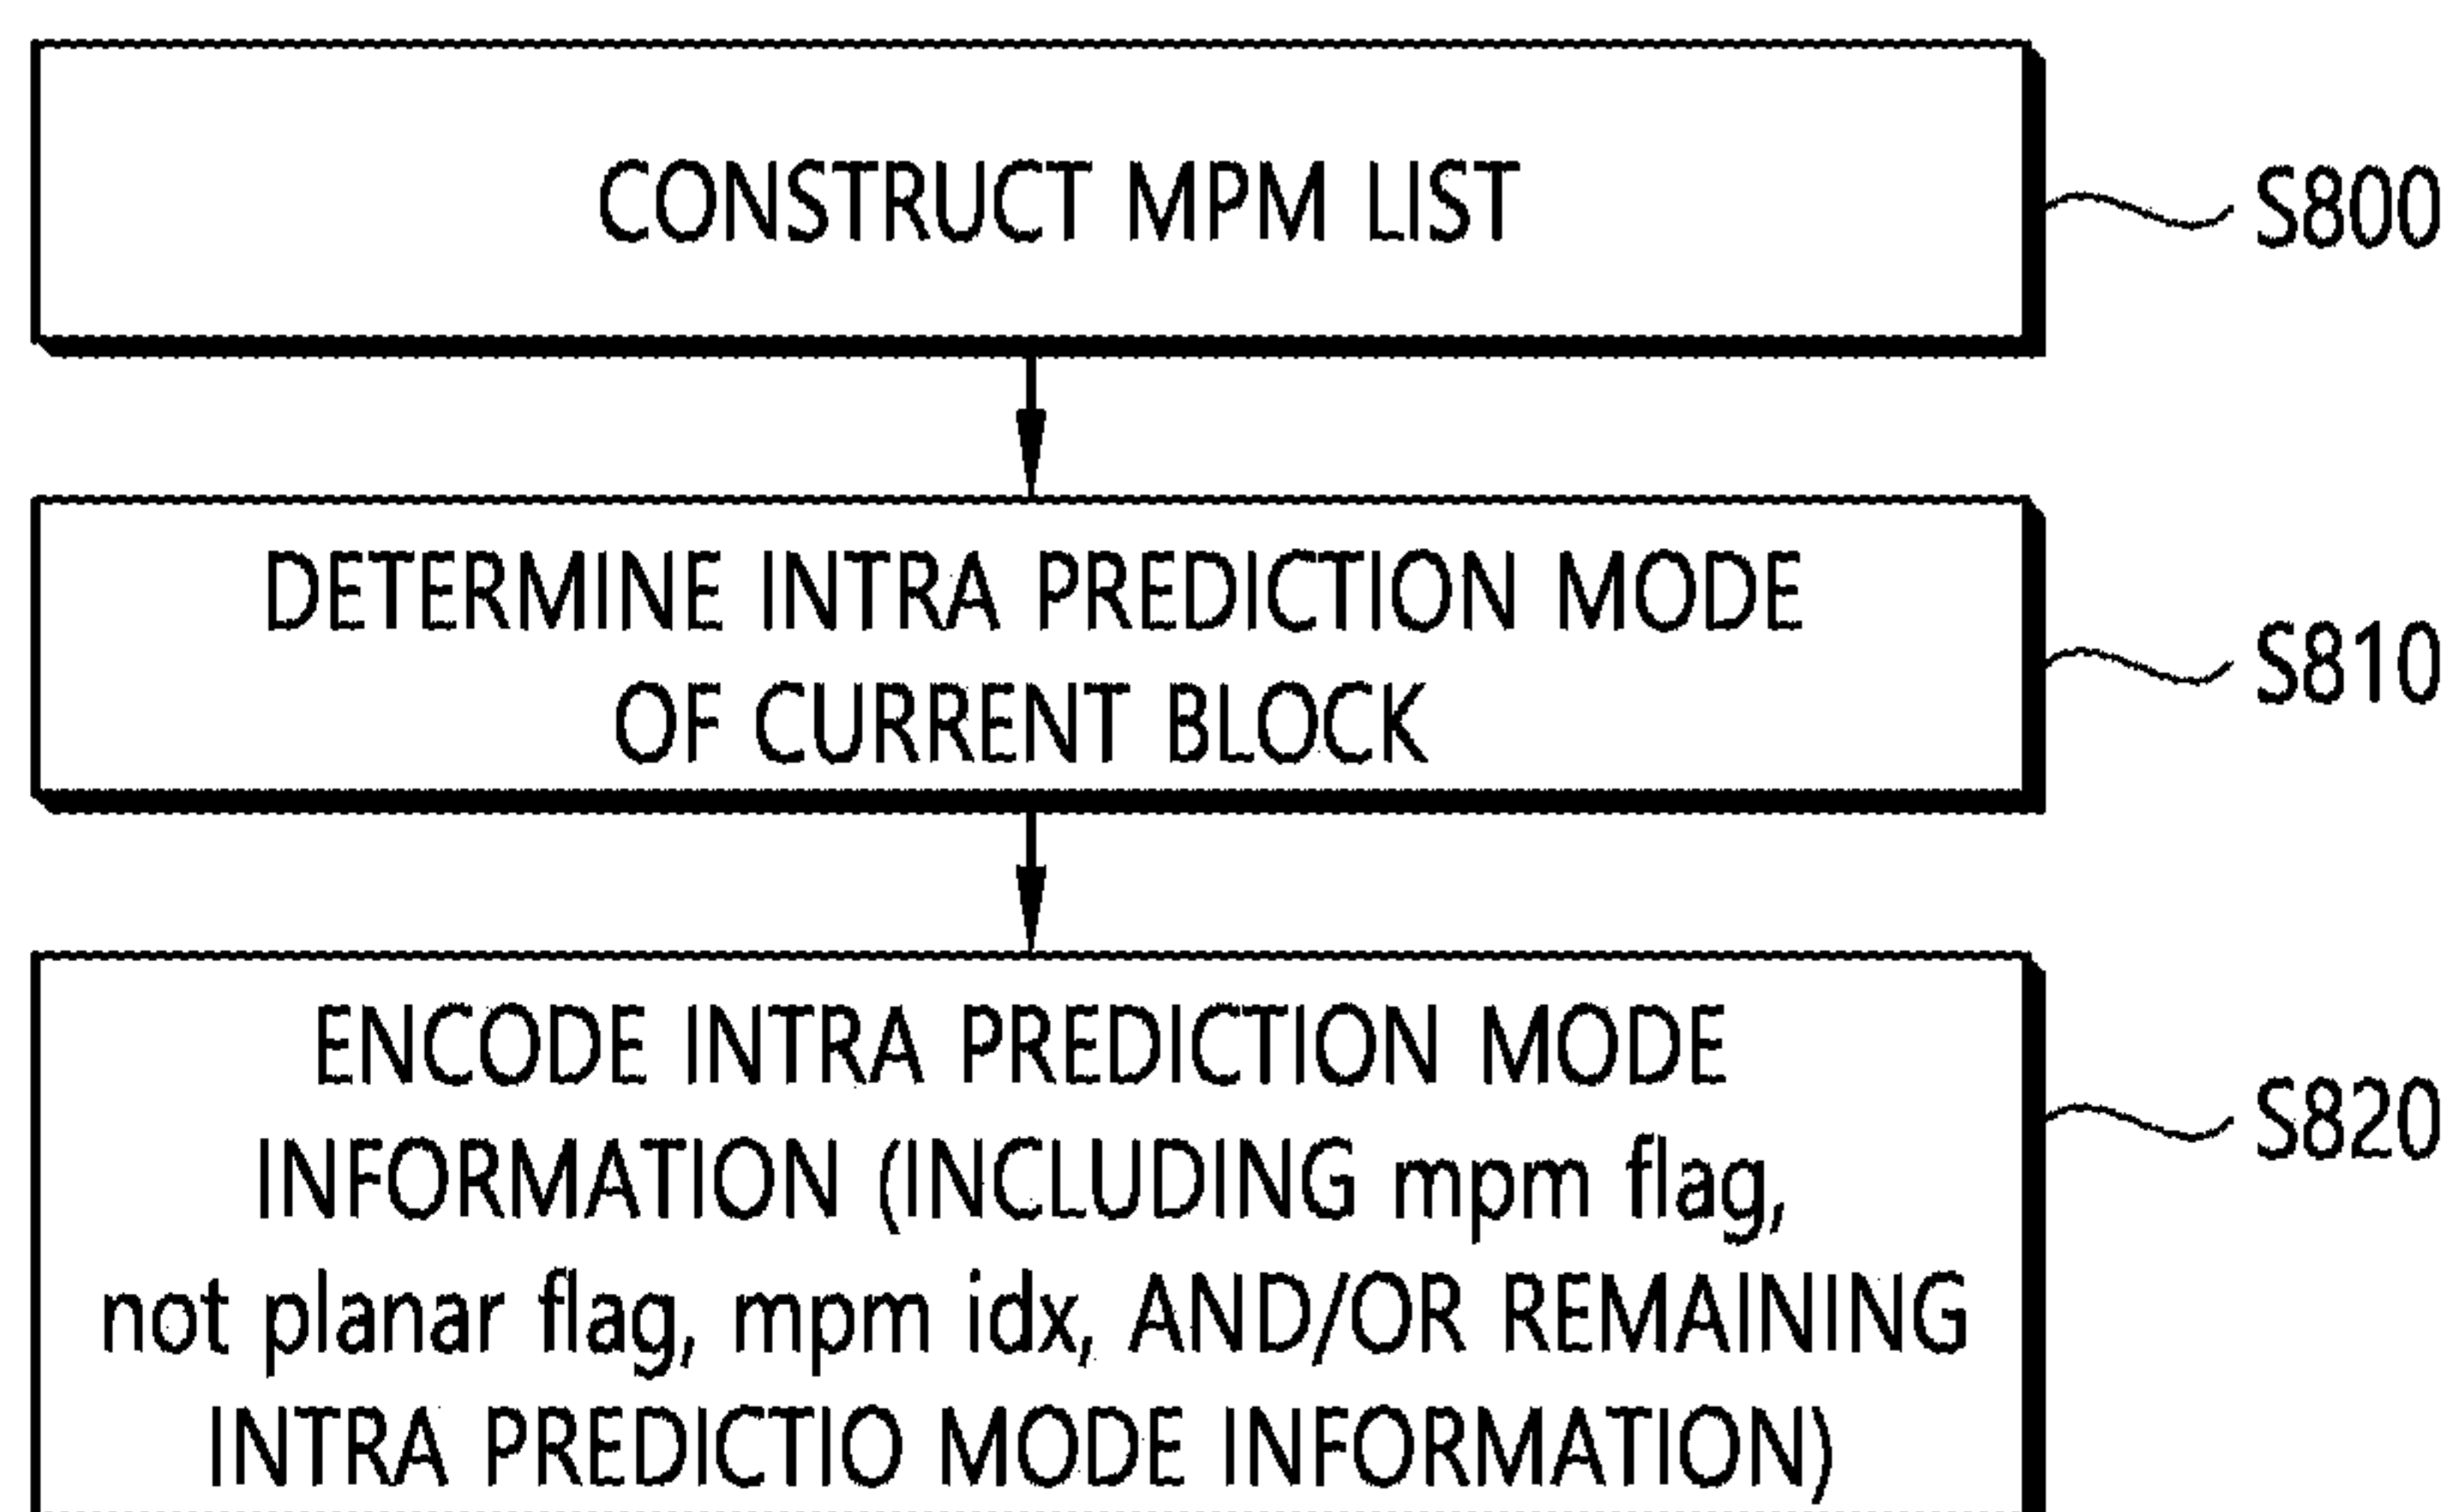 CONSTRUCT MPM LIST
S800
DETERMINE INTRA PREDICTION MODE
OF CURRENT BLOCK
S810
ENCODE INTRA PREDICTION MODE
INFORMATION (INCLUDING mpm flag,
not planar flag, mpm idx, AND/OR REMAINING
INTRA PREDICTIO MODE INFORMATION)
S820